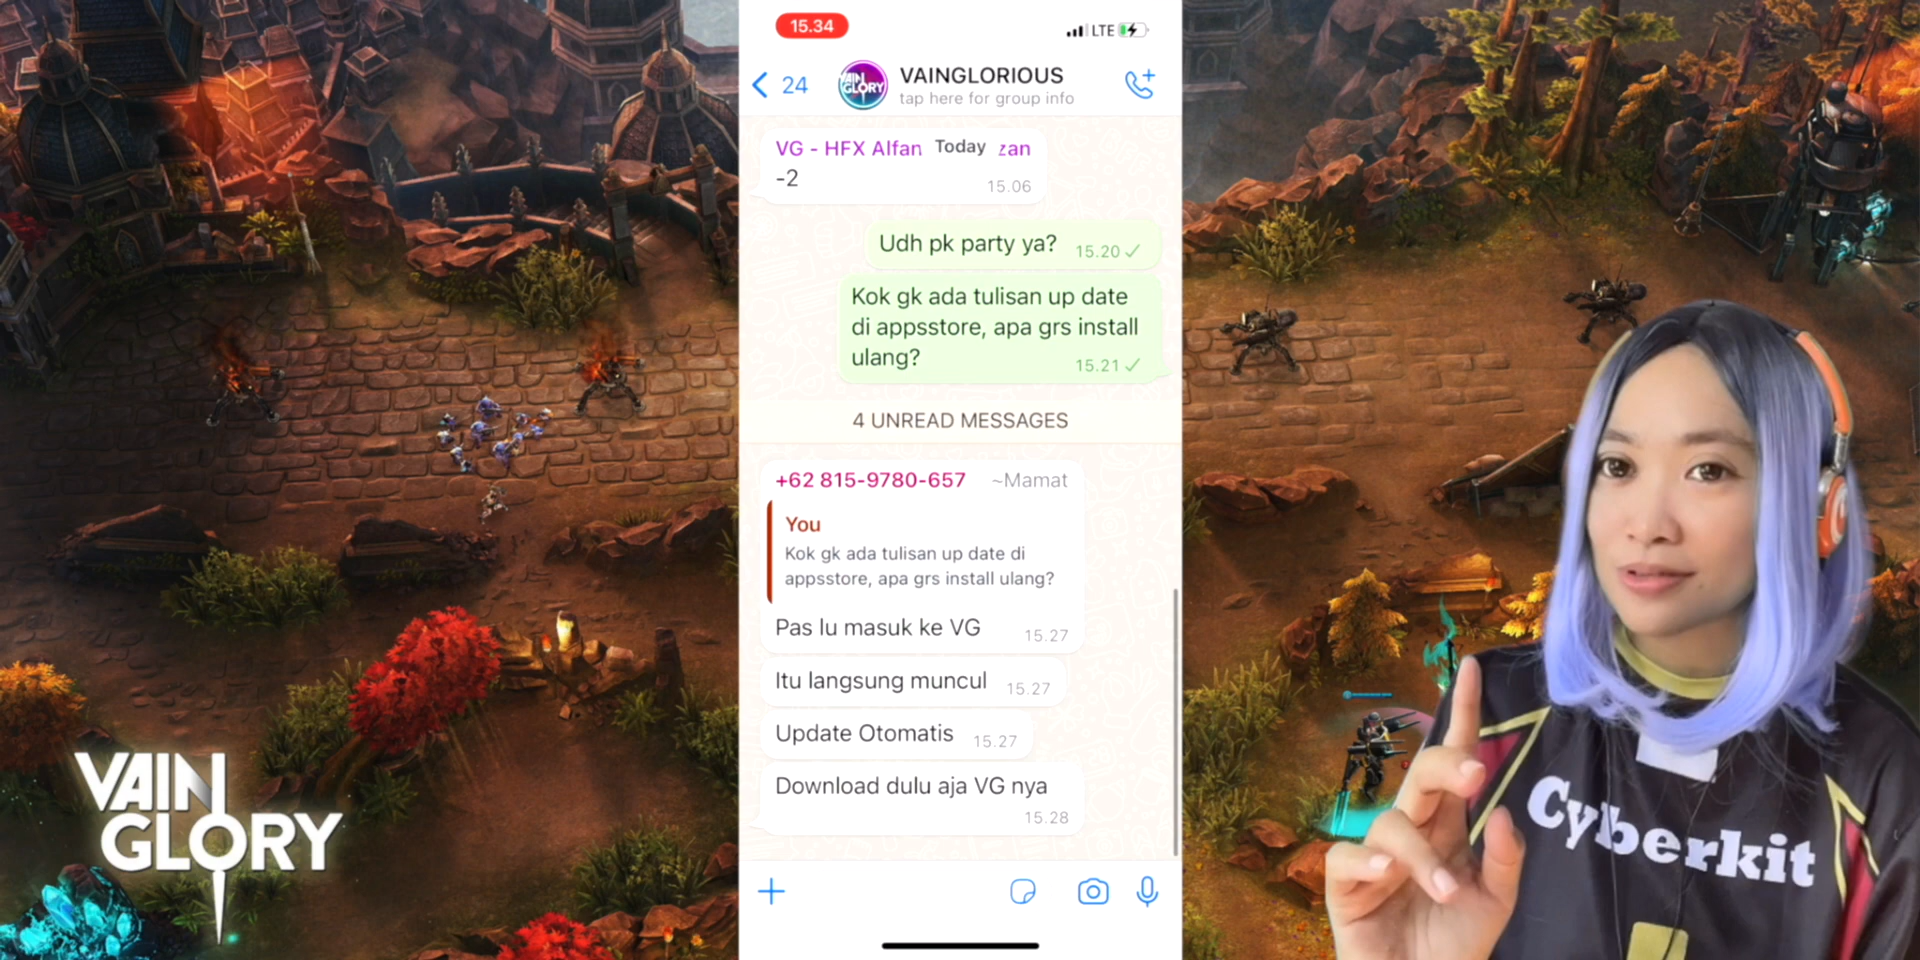 15.34
LTE
24
VAINGLORIOUS
tap here for group info
VG - HFX Alfan
Today
zan
-2
15.06
Udh pk party ya?
15.20
Kok gk ada tulisan up date
di appsstore, apa grs install
ulang?
15.21
4 UNREAD MESSAGES
+62 815-9780-657 ~Mamat
You
Kok gk ada tulisan up date di
appsstore, apa grs install ulang?
Pas lu masuk ke VG
15.27
Itu langsung muncul
15.27
Update Otomatis
15.27
Download dulu aja VG nya
15.28
VAIN
GLORY
VAIN
GLORY
Cyberkit